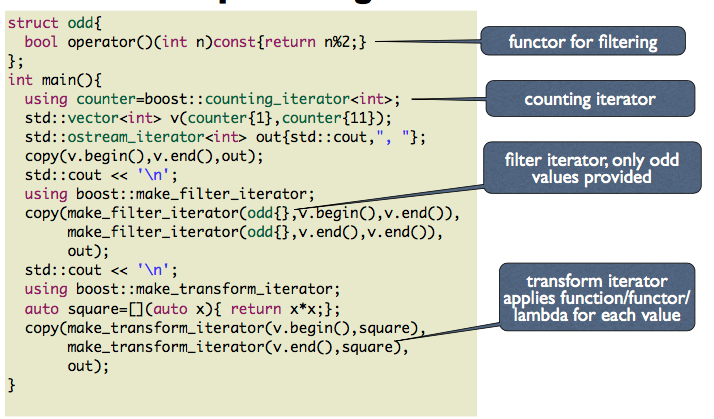 struct odd{
  bool operator()(int n)const{return n%2;}
};
int main(){
  using counter=boost::counting_iterator<int>;
  std::vector<int> v(counter{1},counter{11});
  std::ostream_iterator<int> out{std::cout,", "};
  copy(v.begin(),v.end(),out);
  std::cout << '\n';
  using boost::make_filter_iterator;
  copy(make_filter_iterator(odd{},v.begin(),v.end()),
       make_filter_iterator(odd{},v.end(),v.end()),
       out);
  std::cout << '\n';
  using boost::make_transform_iterator;
  auto square=[](auto x){ return x*x;};
  copy(make_transform_iterator(v.begin(),square),
       make_transform_iterator(v.end(),square),
       out);
}
functor for filtering
counting iterator
filter iterator, only odd
values provided
transform iterator
applies function/functor/
lambda for each value